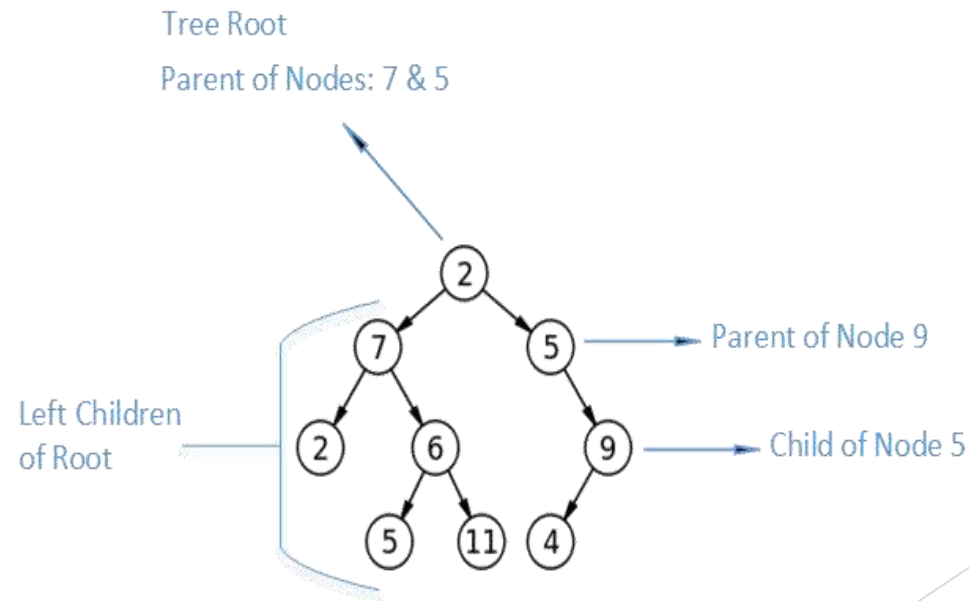 Tree Root
Parent of Nodes: 7 & 5
2
7
5
Parent of Node 9
Left Children
of Root
2
6
9
Child of Node 5
5
11
4